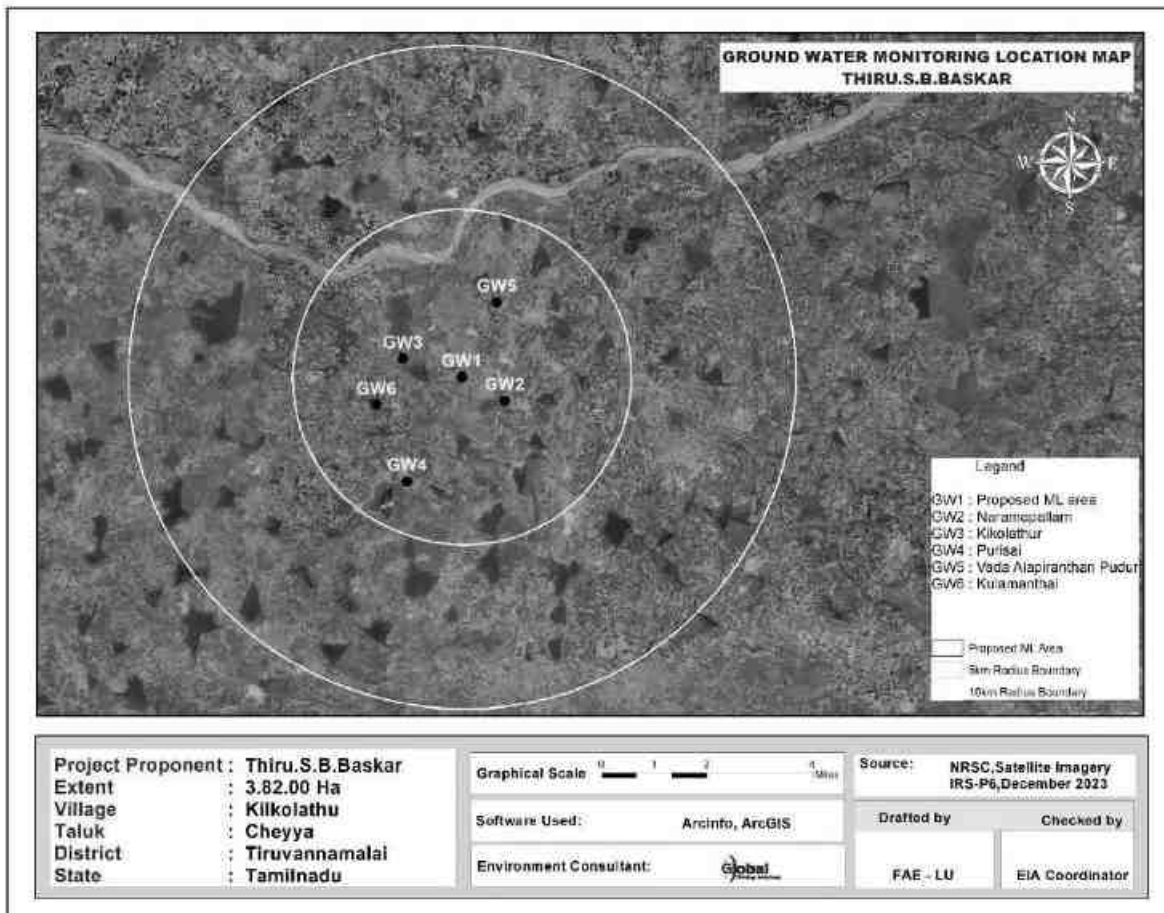 GROUND WATER MONITORING LOCATION MAP
THIRU.S.B.BASKAR
N
W E
S
GW5
GW3
GW1
GW2
GW6
GW4
Legend
GW1 : Proposed ML area
GW2 : Naramapallam
GW3 : Kikolathur
GW4 : Purisai
GW5 : Vada Alapiranthan Pudur
GW6 : Kulamanthai
Proposed ML Area
5km Radius Boundary
10km Radius Boundary
Project Proponent : Thiru.S.B.Baskar
Extent : 3.82.00 Ha
Village : Kilkolathu
Taluk : Cheyya
District : Tiruvannamalai
State : Tamilnadu
Graphical Scale 0 1 2 4 Miles
Software Used: Arcinfo, ArcGIS
Environment Consultant: Global
Source: NRSC,Satellite Imagery
IRS-P6,December 2023
Drafted by Checked by
FAE - LU EIA Coordinator